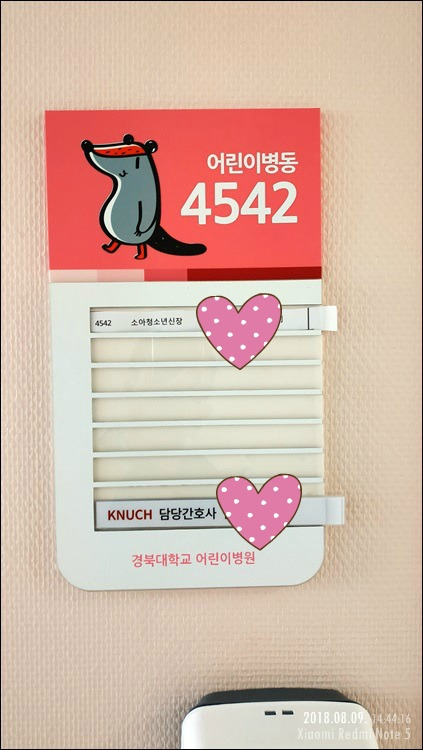 어린이병동
4542
4542 소아청소년신장
KNUCH 담당간호사
경북대학교 어린이병원
2018.08.09. 14:44:16
Xiaomi Redmi Note 5